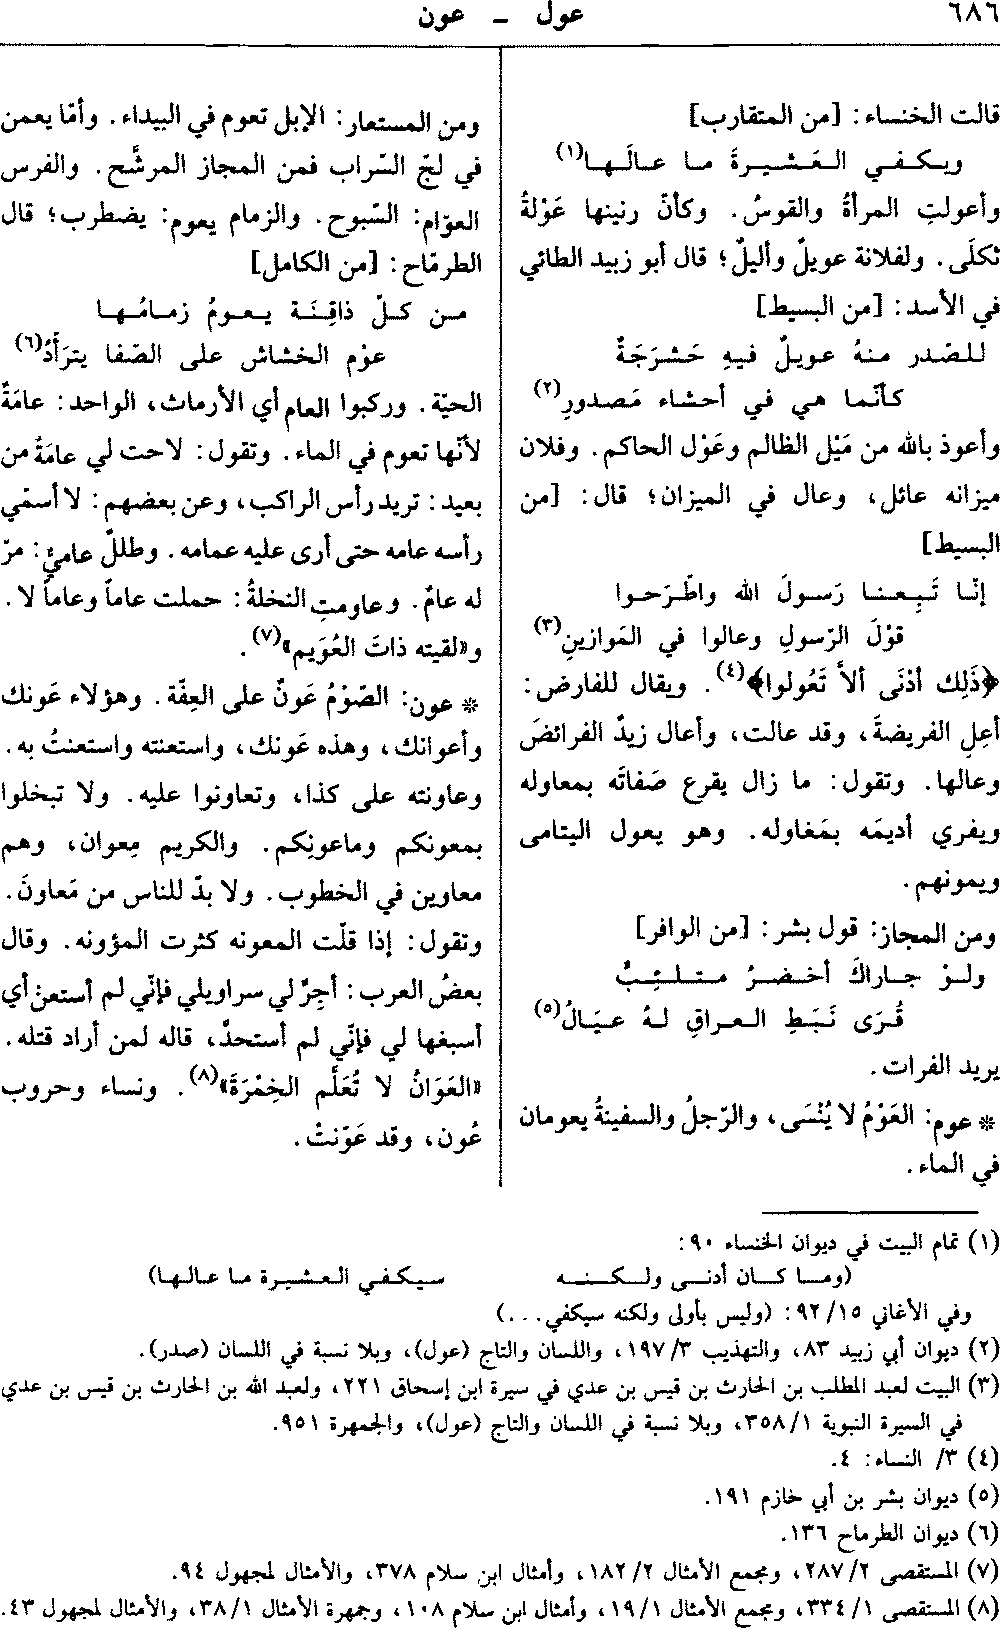 ٦٨٦
عول – عون
قالت الخنساء: [من المتقارب]
ويكفي العَشيرةَ ما عالَها(١)
وأعولتِ المرأةُ والقوسُ. وكأنّ رنينها عَوْلةُ
ثكلَى. ولفلانة عويلٌ وأليلٌ؛ قال أبو زبيد الطائي
في الأسد: [من البسيط]
للصّدر منهُ عويلٌ فيهِ حَشرَجَةٌ
كأنّما هي في أحشاء مَصدورِ(٢)
وأعوذ بالله من مَيْل الظالم وعَوْل الحاكم. وفلان
ميزانه عائل، وعال في الميزان؛ قال: [من
البسيط]
إنّا تَبِعنا رَسولَ الله واطّرَحوا
قوْلَ الرّسولِ وعالوا في المَوازينِ(٣)
﴿ذَلِك أدْنَى ألاَّ تَعُولوا﴾(٤). ويقال للفارض:
أعِلِ الفريضةَ، وقد عالت، وأعال زيدٌ الفرائضَ
وعالها. وتقول: ما زال يقرع صَفاتَه بمعاوله
ويفري أديمَه بمَغاوله. وهو يعول اليتامى
ويمونهم.
ومن المجاز: قول بشر: [من الوافر]
ولوْ جاراكَ أخضرُ متلئِبٌ
قُرَى نَبَطِ العراقِ لهُ عيَالُ(٥)
يريد الفرات.
* عوم: العَوْمُ لا يُنْسَى، والرّجلُ والسفينةُ يعومان
في الماء.
ومن المستعار: الإبل تعوم في البيداء. وأمّا يعمن
في لجّ السّراب فمن المجاز المرشَّح. والفرس
العوّام: السّبوح. والزمام يعوم: يضطرب؛ قال
الطرمّاح: [من الكامل]
من كلّ ذاقِنَة يعومُ زمامُها
عوْم الخشاش على الصّفا يترَأّدُ(٦)
الحيّة. وركبوا العام أي الأرماث، الواحد: عامَةٌ
لأنّها تعوم في الماء. وتقول: لاحت لي عامَةٌ من
بعيد: تريد رأس الراكب، وعن بعضهم: لا أسمّي
رأسه عامه حتى أرى عليه عمامه. وطللٌ عاميٌ: مرّ
له عامٌ. وعاومتِ النخلةُ: حملت عاماً وعاماً لا.
و«لقيته ذاتَ العُوَيم»(٧).
* عون: الصّوْمُ عَونٌ على العِفّة. وهؤلاء عَونك
وأعوانك، وهذه عَونك، واستعنته واستعنتُ به.
وعاونته على كذا، وتعاونوا عليه. ولا تبخلوا
بمعونكم وماعونكم. والكريم مِعوان، وهم
معاوين في الخطوب. ولا بدّ للناس من مَعاونَ.
وتقول: إذا قلّت المعونه كثرت المؤونه. وقال
بعضُ العرب: أجِرٌ لي سراويلي فإنّي لم أستعن أي
أسبغها لي فإنّي لم أستحدّ، قاله لمن أراد قتله.
«العَوَانُ لا تُعَلَّم الخِمْرَةَ»(٨). ونساء وحروب
عُون، وقد عَوّنتْ.
(١) تمام البيت في ديوان الخنساء ٩٠:
(وما كان أدنى ولكنه سيكفي العشيرة ما عالها)
وفي الأغاني ٩٢/١٥: (وليس بأولى ولكنه سيكفي...)
(٢) ديوان أبي زبيد ٨٣، والتهذيب ١٩٧/٣، واللسان والتاج (عول)، وبلا نسبة في اللسان (صدر).
(٣) البيت لعبد المطلب بن الحارث بن قيس بن عدي في سيرة ابن إسحاق ٢٢١، ولعبد الله بن الحارث بن قيس بن عدي
في السيرة النبوية ٣٥٨/١، وبلا نسبة في اللسان والتاج (عول)، والجمهرة ٩٥١.
(٤) ٣/ النساء: ٤.
(٥) ديوان بشر بن أبي خازم ١٩١.
(٦) ديوان الطرماح ١٣٦.
(٧) المستقصى ٢٨٧/٢، ومجمع الأمثال ١٨٢/٢، وأمثال ابن سلام ٣٧٨، والأمثال لمجهول ٩٤.
(٨) المستقصى ٣٣٤/١، ومجمع الأمثال ١٩/١، وأمثال ابن سلام ١٠٨، وجمهرة الأمثال ٣٨/١، والأمثال لمجهول ٤٣.